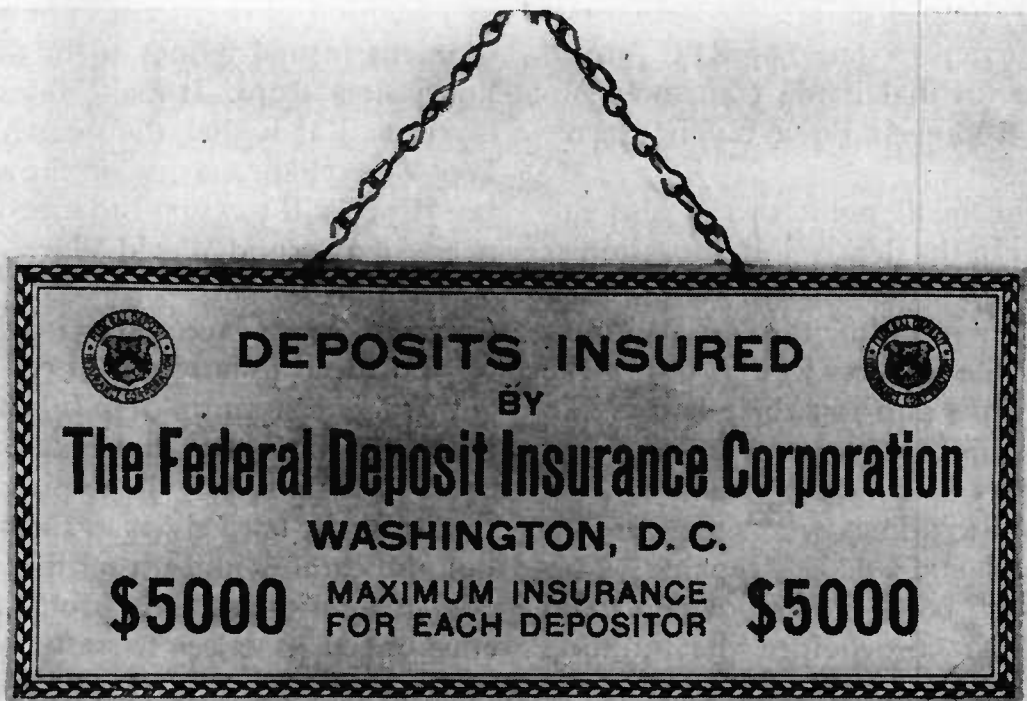 DEPOSITS INSURED
BY
The Federal Deposit Insurance Corporation
WASHINGTON, D. C.
$5000 MAXIMUM INSURANCE FOR EACH DEPOSITOR $5000